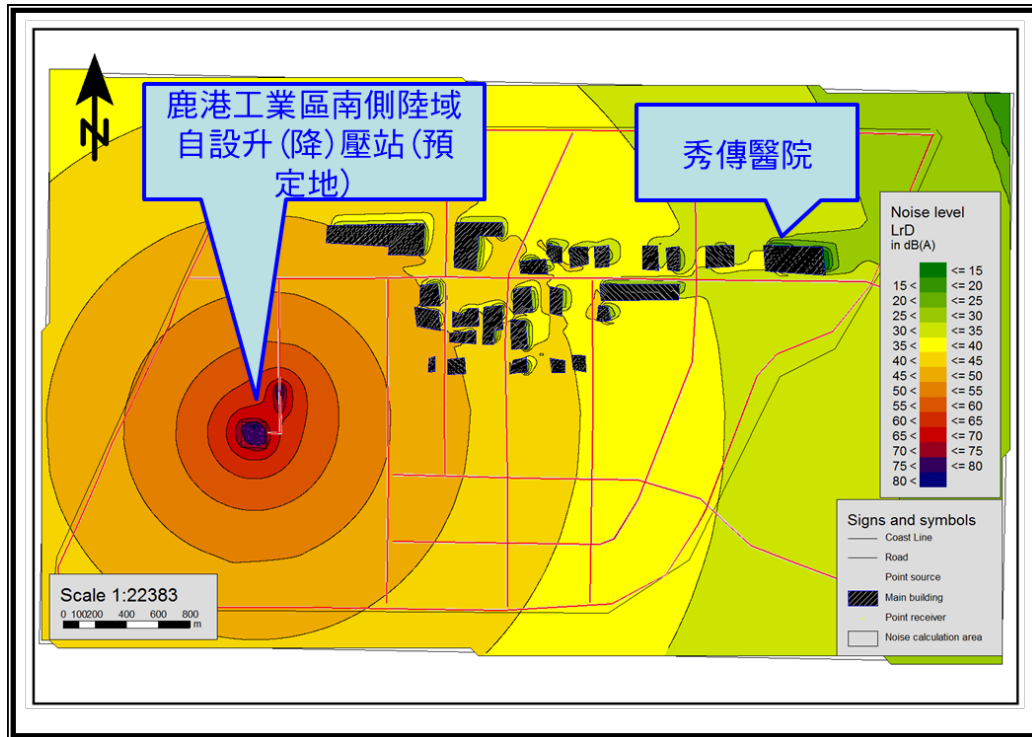 N
鹿港工業區南側陸域
自設升(降)壓站(預
定地)
秀傳醫院
Noise level
LrD
in dB(A)
<= 15
15 < <= 20
20 < <= 25
25 < <= 30
30 < <= 35
35 < <= 40
40 < <= 45
45 < <= 50
50 < <= 55
55 < <= 60
60 < <= 65
65 < <= 70
70 < <= 75
75 < <= 80
80 <
Signs and symbols
Coast Line
Road
Point source
Main building
Point receiver
Noise calculation area
Scale 1:22383
0 100200 400 600 800
m